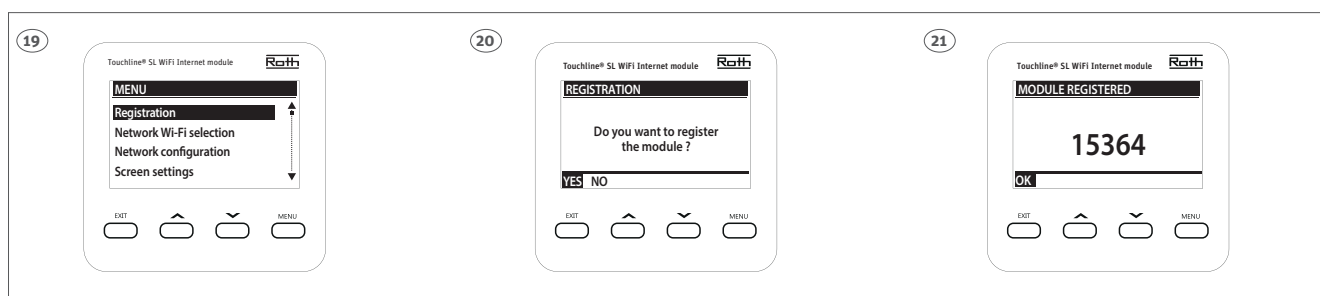 19
Touchline® SL WiFi Internet module Roth
MENU
Registration
Network Wi-Fi selection
Network configuration
Screen settings
EXIT MENU
20
Touchline® SL WiFi Internet module Roth
REGISTRATION
Do you want to register
the module ?
YES NO
EXIT MENU
21
Touchline® SL WiFi Internet module Roth
MODULE REGISTERED
15364
OK
EXIT MENU